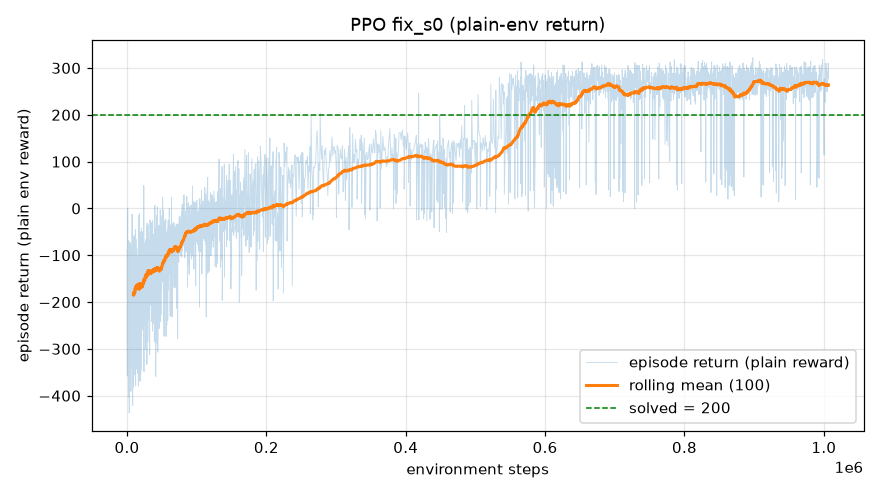 PPO fix_s0 (plain-env return)
episode return (plain env reward)
300
200
100
0
−100
−200
−300
−400
episode return (plain reward)
rolling mean (100)
solved = 200
0.0 0.2 0.4 0.6 0.8 1.0
1e6
environment steps